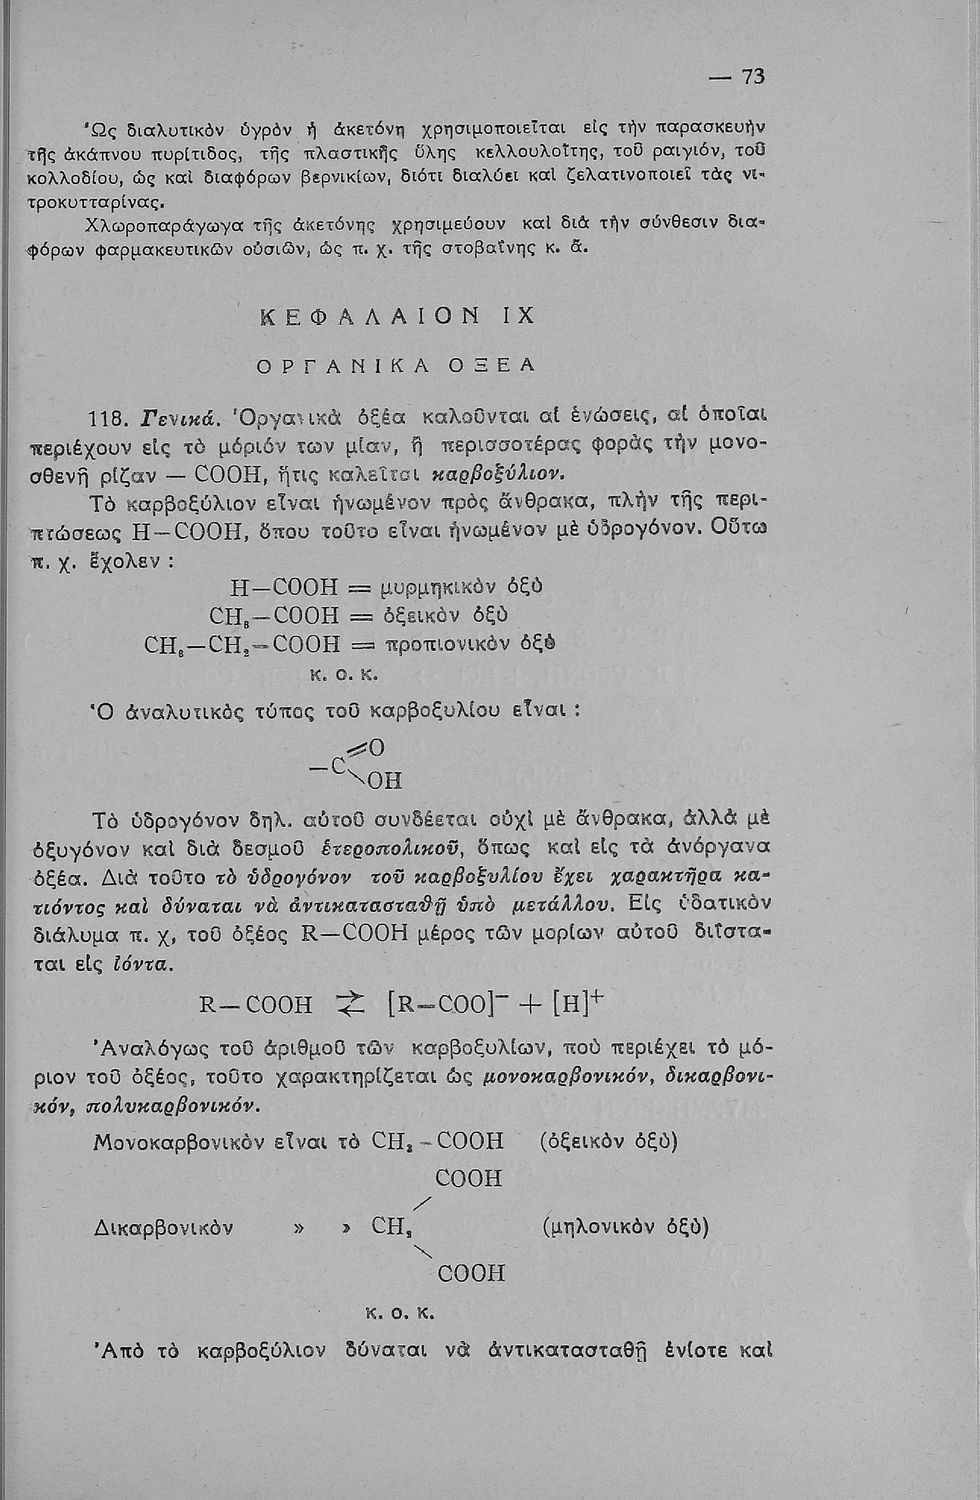 — 73
Ὡς διαλυτικὸν ὑγρὸν ἡ ἀκετόνη χρησιμοποιεῖται εἰς τὴν παρασκευὴν
τῆς ἀκάπνου πυρίτιδος, τῆς πλαστικῆς ὕλης κελλουλοΐτης, τοῦ ραιγιόν, τοῦ
κολλοδίου, ὡς καὶ διαφόρων βερνικίων, διότι διαλύει καὶ ζελατινοποιεῖ τὰς νι-
τροκυτταρίνας.
Χλωροπαράγωγα τῆς ἀκετόνης χρησιμεύουν καὶ διὰ τὴν σύνθεσιν δια-
φόρων φαρμακευτικῶν οὐσιῶν, ὡς π. χ. τῆς στοβαΐνης κ. ἄ.
ΚΕΦΑΛΑΙΟΝ ΙΧ
ΟΡΓΑΝΙΚΑ ΟΞΕΑ
118. Γενικά. Ὀργανικὰ ὀξέα καλοῦνται αἱ ἑνώσεις, αἱ ὁποῖαι
περιέχουν εἰς τὸ μόριόν των μίαν, ἢ περισσοτέρας φορὰς τὴν μονο-
σθενῆ ρίζαν — COOH, ἥτις καλεῖται καρβοξύλιον.
Τὸ καρβοξύλιον εἶναι ἡνωμένον πρὸς ἄνθρακα, πλὴν τῆς περι-
πτώσεως H—COOH, ὅπου τοῦτο εἶναι ἡνωμένον μὲ ὑδρογόνον. Οὕτω
π. χ. ἔχολεν :
H—COOH = μυρμηκικὸν ὀξὺ
CH₃—COOH = ὀξεικὸν ὀξὺ
CH₃—CH₂—COOH = προπιονικὸν ὀξὺ
κ. ο. κ.
Ὁ ἀναλυτικὸς τύπος τοῦ καρβοξυλίου εἶναι :
O
—C
OH
Τὸ ὑδρογόνον δηλ. αὐτοῦ συνδέεται οὐχὶ μὲ ἄνθρακα, ἀλλὰ μὲ
ὀξυγόνον καὶ διὰ δεσμοῦ ἑτεροπολικοῦ, ὅπως καὶ εἰς τὰ ἀνόργανα
ὀξέα. Διὰ τοῦτο τὸ ὑδρογόνον τοῦ καρβοξυλίου ἔχει χαρακτῆρα κα-
τιόντος καὶ δύναται νὰ ἀντικατασταθῇ ὑπὸ μετάλλου. Εἰς ὑδατικὸν
διάλυμα π. χ, τοῦ ὀξέος R—COOH μέρος τῶν μορίων αὐτοῦ διΐστα-
ται εἰς ἰόντα.
R—COOH ⇄ [R—COO]⁻ + [H]⁺
Ἀναλόγως τοῦ ἀριθμοῦ τῶν καρβοξυλίων, ποὺ περιέχει τὸ μό-
ριον τοῦ ὀξέος, τοῦτο χαρακτηρίζεται ὡς μονοκαρβονικόν, δικαρβονι-
κόν, πολυκαρβονικόν.
Μονοκαρβονικὸν εἶναι τὸ CH₃-COOH (ὀξεικὸν ὀξὺ)
COOH
Δικαρβονικὸν » » CH₂ (μηλονικὸν ὀξὺ)
COOH
κ. ο. κ.
Ἀπὸ τὸ καρβοξύλιον δύναται νὰ ἀντικατασταθῇ ἐνίοτε καὶ